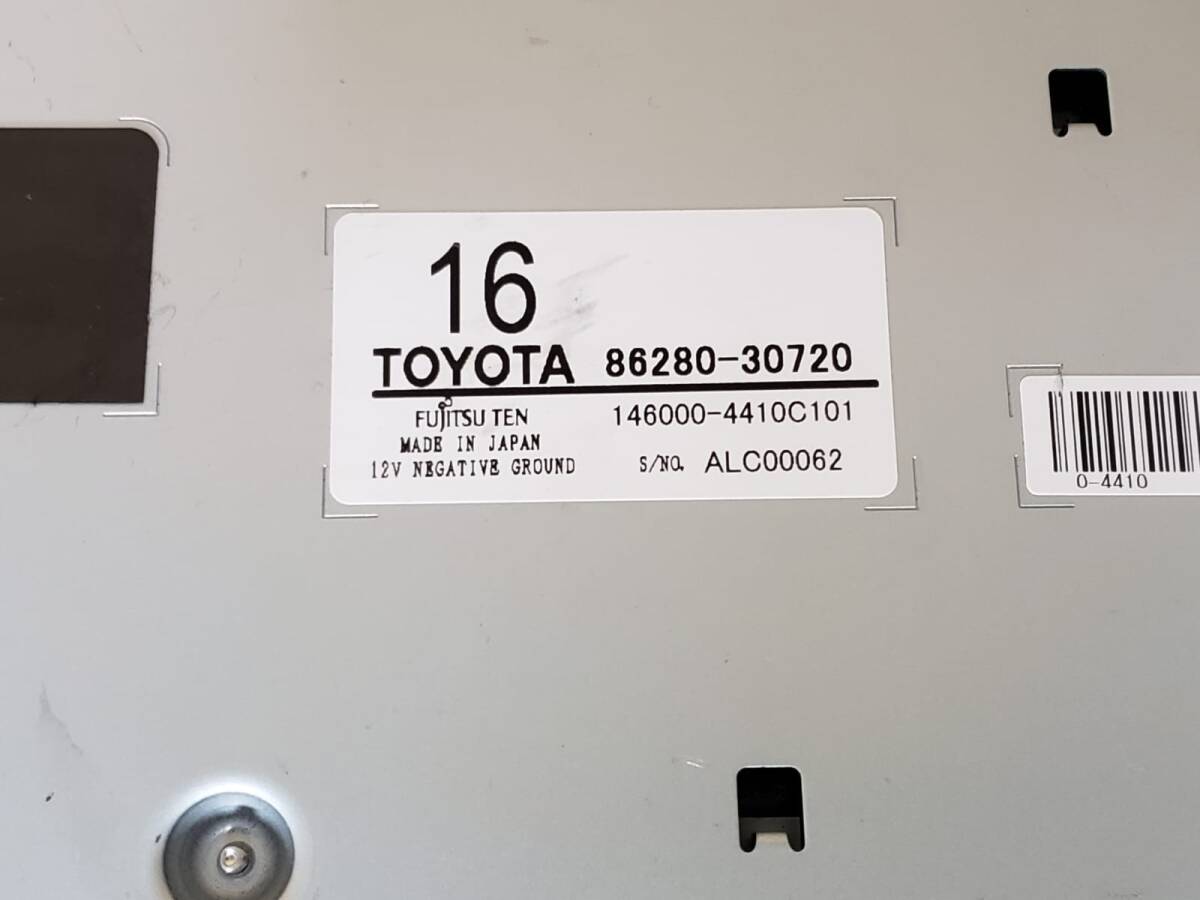 16
TOYOTA 86280-30720
FUJITSU TEN 146000-4410C101
MADE IN JAPAN
12V NEGATIVE GROUND S/NO. ALC00062
0-4410